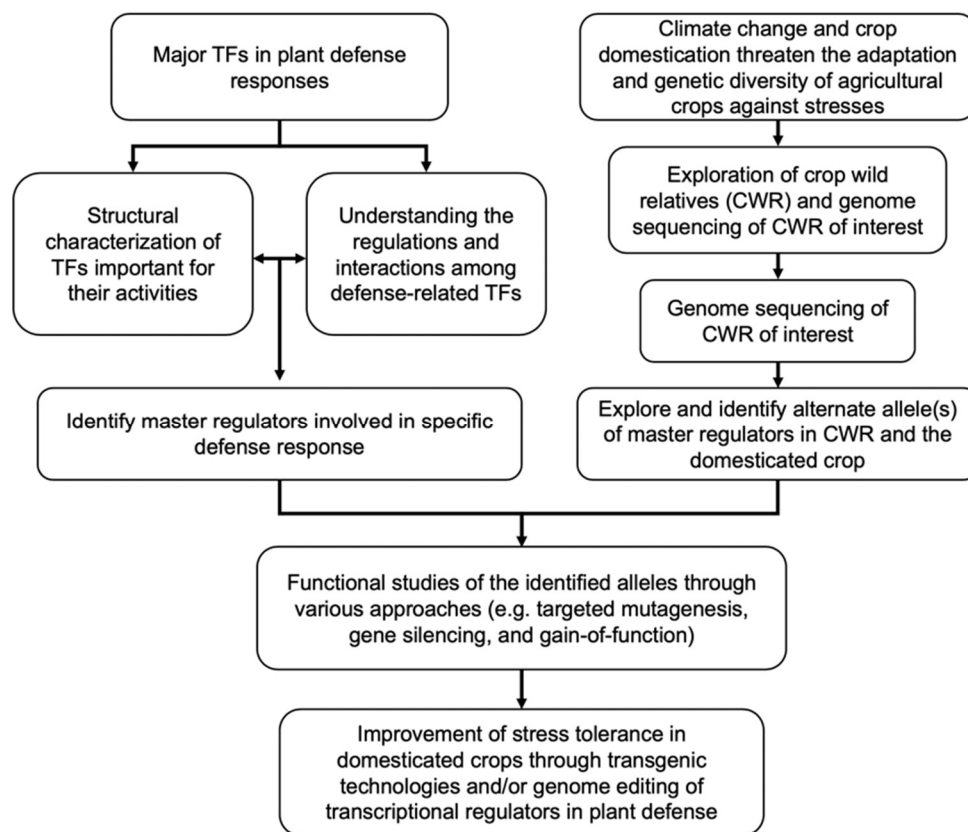 Major TFs in plant defense
responses
Climate change and crop
domestication threaten the adaptation
and genetic diversity of agricultural
crops against stresses
Structural
characterization of
TFs important for
their activities
Understanding the
regulations and
interactions among
defense-related TFs
Exploration of crop wild
relatives (CWR) and genome
sequencing of CWR of interest
Genome sequencing of
CWR of interest
Identify master regulators involved in specific
defense response
Explore and identify alternate allele(s)
of master regulators in CWR and the
domesticated crop
Functional studies of the identified alleles through
various approaches (e.g. targeted mutagenesis,
gene silencing, and gain-of-function)
Improvement of stress tolerance in
domesticated crops through transgenic
technologies and/or genome editing of
transcriptional regulators in plant defense